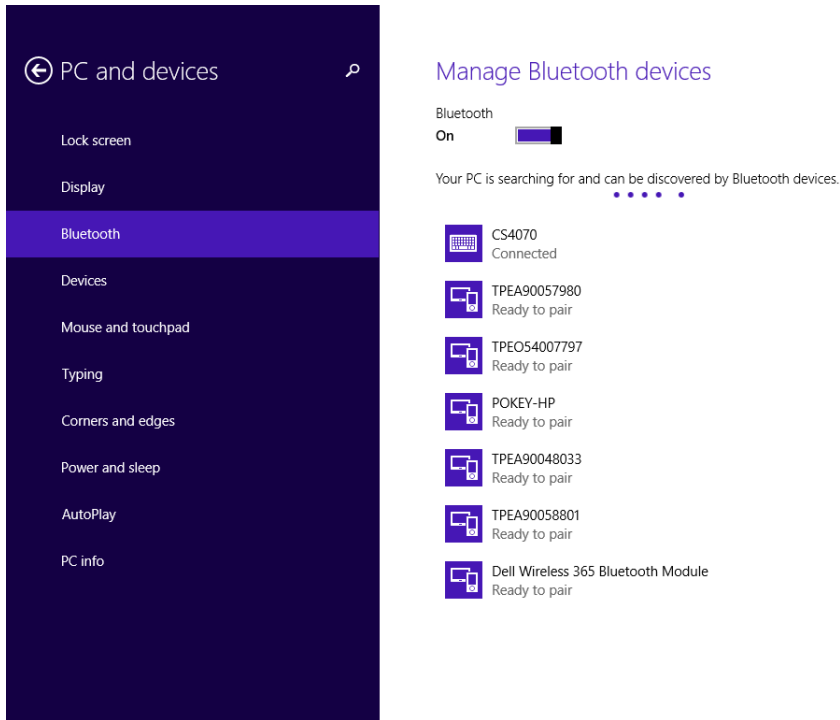 PC and devices
Lock screen
Display
Bluetooth
Devices
Mouse and touchpad
Typing
Corners and edges
Power and sleep
AutoPlay
PC info
Manage Bluetooth devices
Bluetooth
On
Your PC is searching for and can be discovered by Bluetooth devices.
CS4070
Connected
TPEA90057980
Ready to pair
TPEO54007797
Ready to pair
POKEY-HP
Ready to pair
TPEA90048033
Ready to pair
TPEA90058801
Ready to pair
Dell Wireless 365 Bluetooth Module
Ready to pair